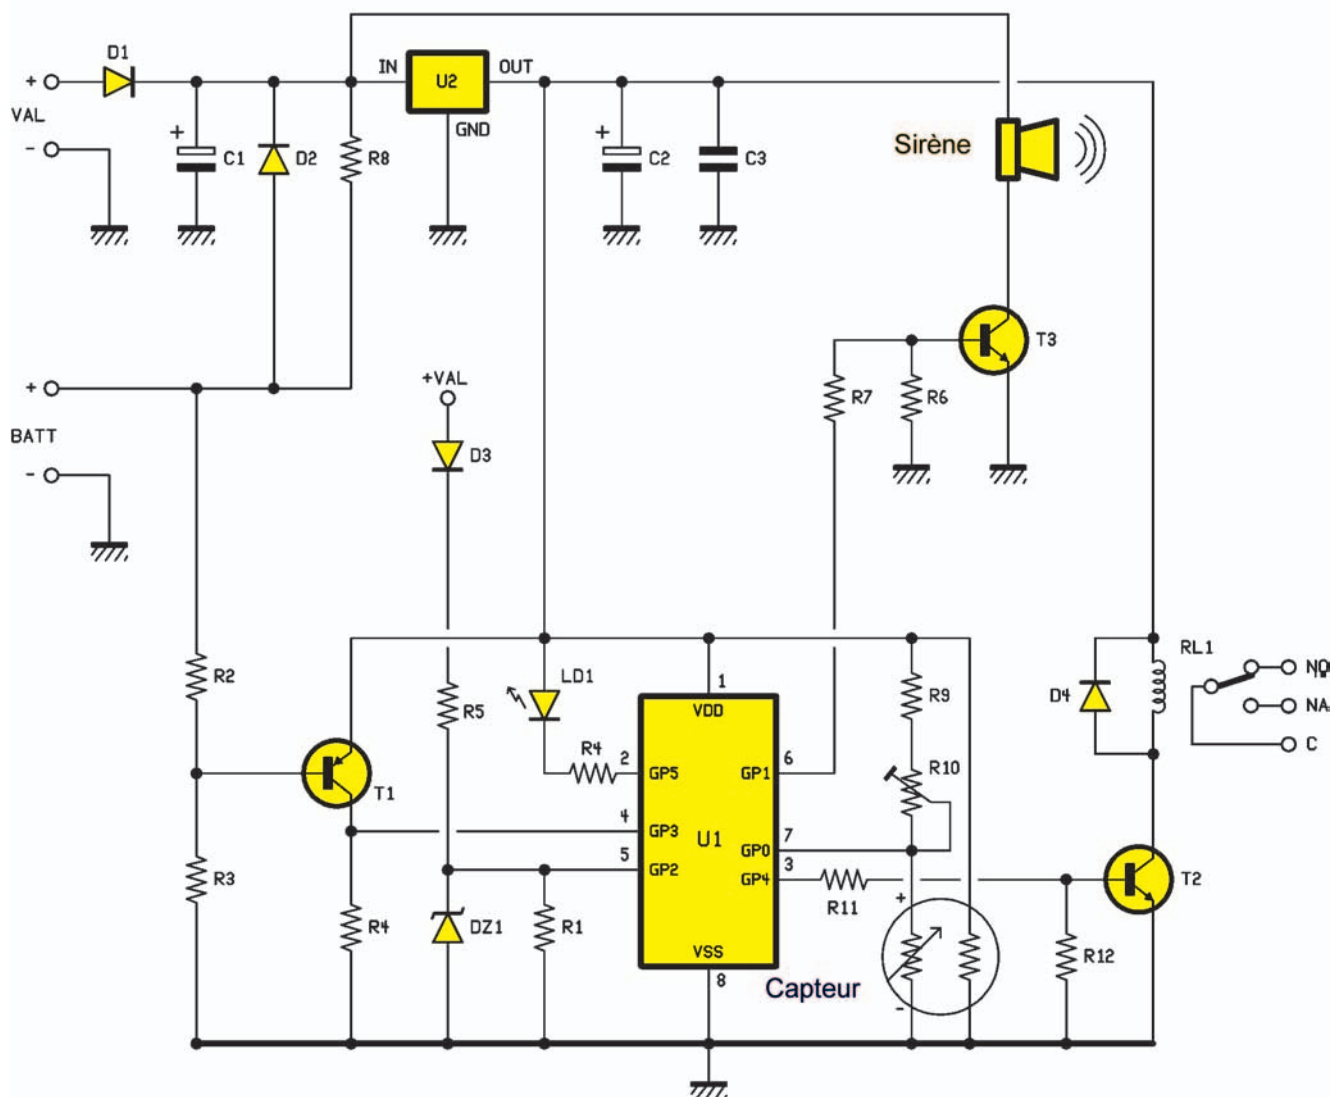 D1
+
IN
U2
OUT
VAL
-
+
C1
D2
R8
GND
+
C2
C3
Sirène
T3
+
+VAL
R7
R6
BATT
D3
-
R2
LD1
1
VDD
R9
RL1
D4
NA
R5
R4
2
GP5
GP1
6
R10
C
T1
4
GP3
U1
7
GP0
5
GP2
3
GP4
T2
R3
R11
+
R4
DZ1
R1
VSS
8
Capteur
-
R12